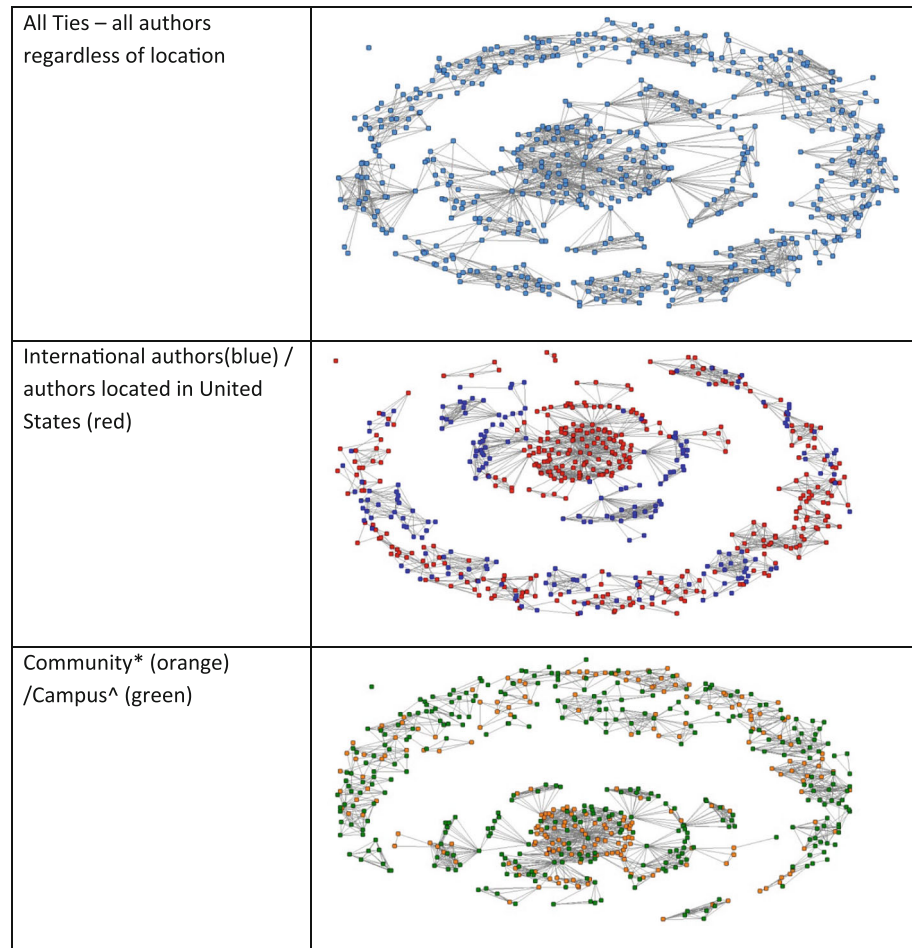 All Ties – all authors
regardless of location
International authors(blue) /
authors located in United
States (red)
Community* (orange)
/Campus^ (green)